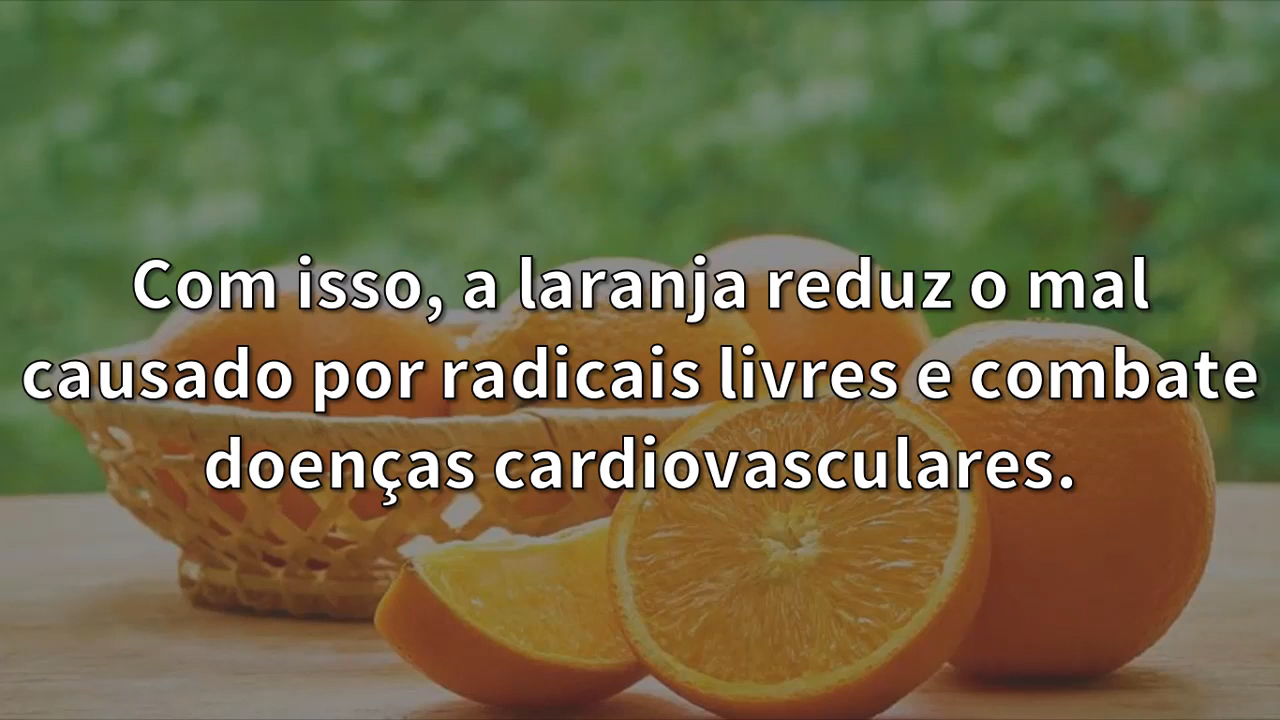 Com isso, a laranja reduz o mal
causado por radicais livres e combate
doenças cardiovasculares.